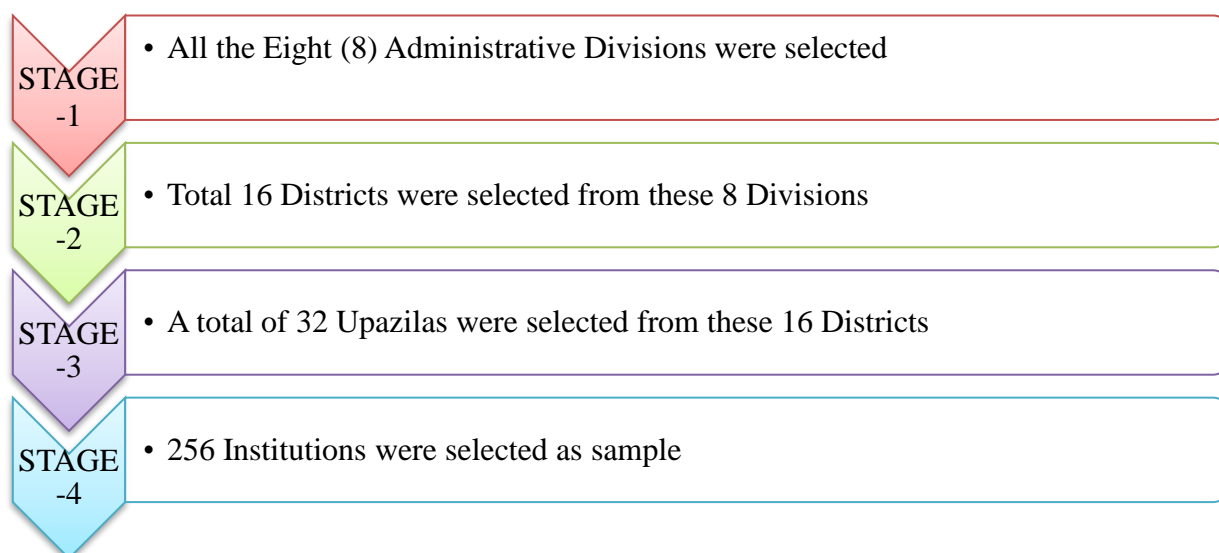 STAGE
-1
• All the Eight (8) Administrative Divisions were selected
STAGE
-2
• Total 16 Districts were selected from these 8 Divisions
STAGE
-3
• A total of 32 Upazilas were selected from these 16 Districts
STAGE
-4
• 256 Institutions were selected as sample